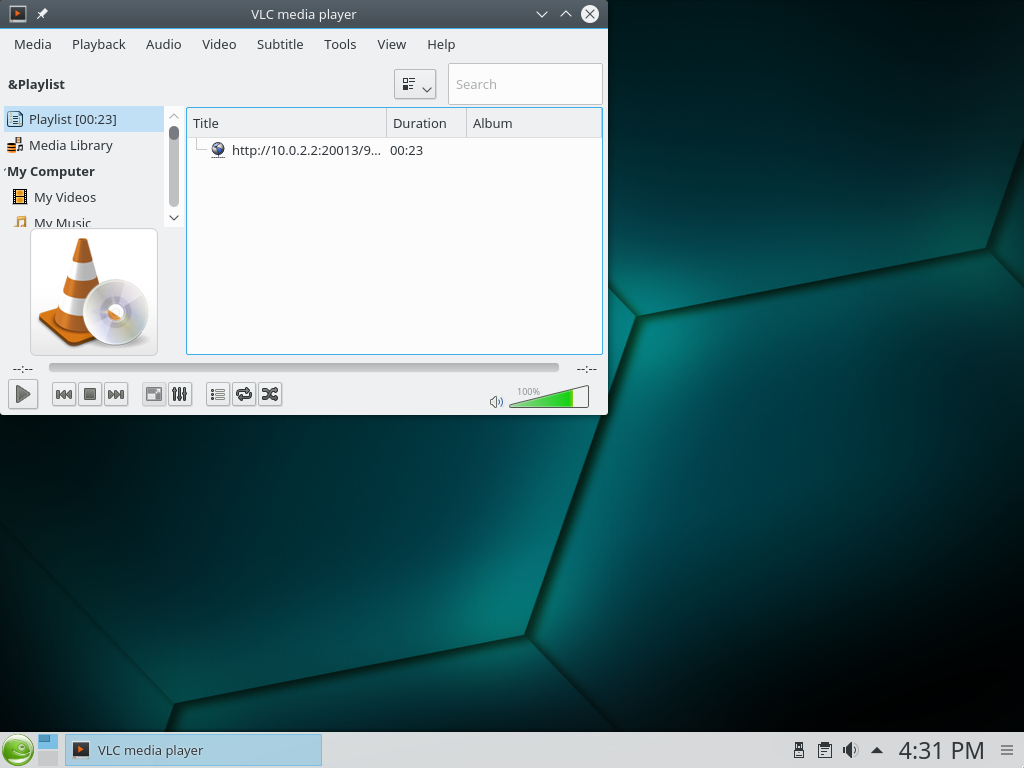 VLC media player
Media Playback Audio Video Subtitle Tools View Help
&Playlist
Search
Playlist [00:23]
Media Library
My Computer
My Videos
My Music
Title Duration Album
http://10.0.2.2:20013/9... 00:23
--:-- --:--
100%
VLC media player
4:31 PM